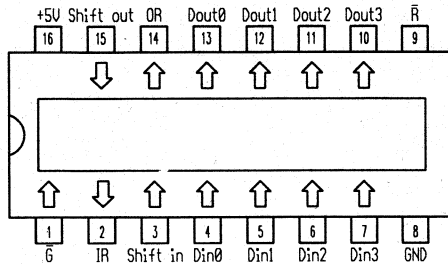 +5V Shift out OR Dout0 Dout1 Dout2 Dout3 R̅
16 15 14 13 12 11 10 9
1 2 3 4 5 6 7 8
G̅ IR Shift in Din0 Din1 Din2 Din3 GND